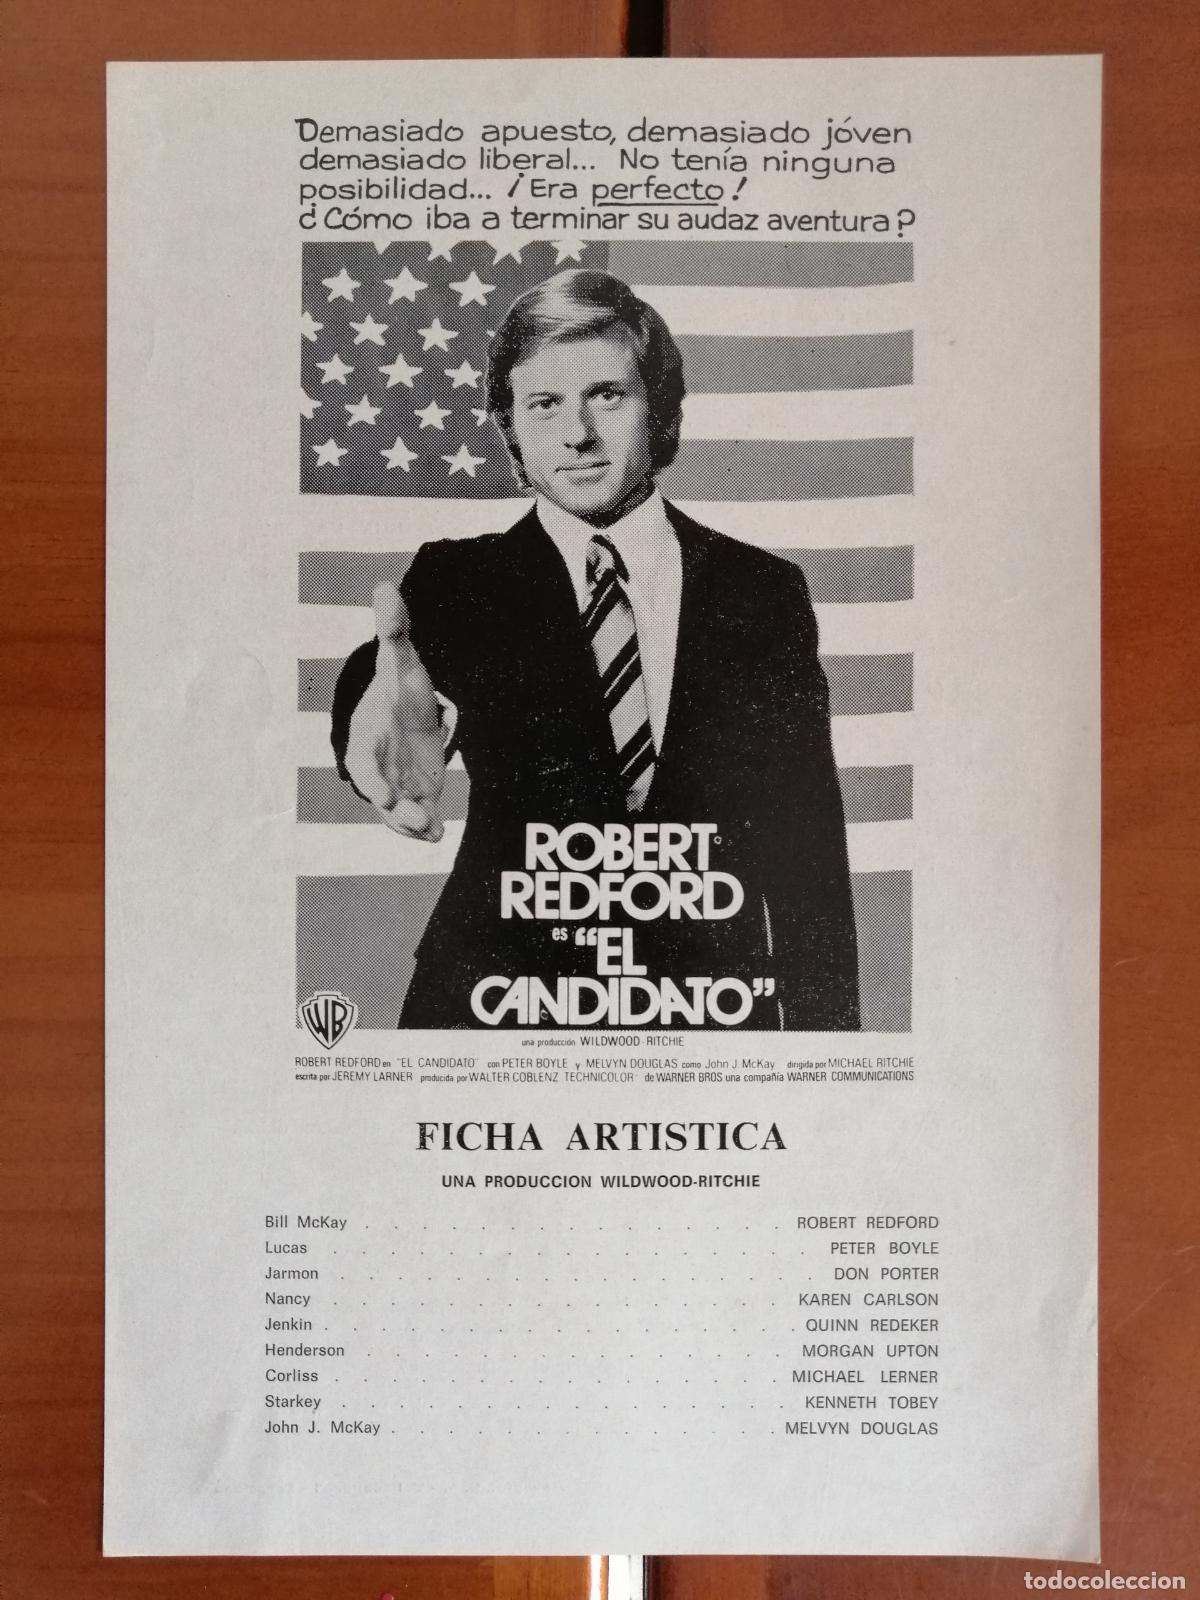 Demasiado apuesto, demasiado jóven
demasiado liberal... No tenía ninguna
posibilidad... ¡Era perfecto!
¿Cómo iba a terminar su audaz aventura?
ROBERT
REDFORD
es "EL
CANDIDATO"
WB
una producción WILDWOOD-RITCHIE
ROBERT REDFORD en "EL CANDIDATO" con PETER BOYLE y MELVYN DOUGLAS como John J. McKay dirigida por MICHAEL RITCHIE
escrita por JEREMY LARNER producida por WALTER COBLENZ TECHNICOLOR de WARNER BROS una compañía WARNER COMMUNICATIONS
FICHA ARTISTICA
UNA PRODUCCION WILDWOOD-RITCHIE
Bill McKay . . . . . . . . . . . . . . . ROBERT REDFORD
Lucas . . . . . . . . . . . . . . . . . PETER BOYLE
Jarmon . . . . . . . . . . . . . . . . . DON PORTER
Nancy . . . . . . . . . . . . . . . . KAREN CARLSON
Jenkin . . . . . . . . . . . . . . . . . QUINN REDEKER
Henderson . . . . . . . . . . . . . . . MORGAN UPTON
Corliss . . . . . . . . . . . . . . . . MICHAEL LERNER
Starkey . . . . . . . . . . . . . . . . KENNETH TOBEY
John J. McKay . . . . . . . . . . . . . . MELVYN DOUGLAS
todocoleccion